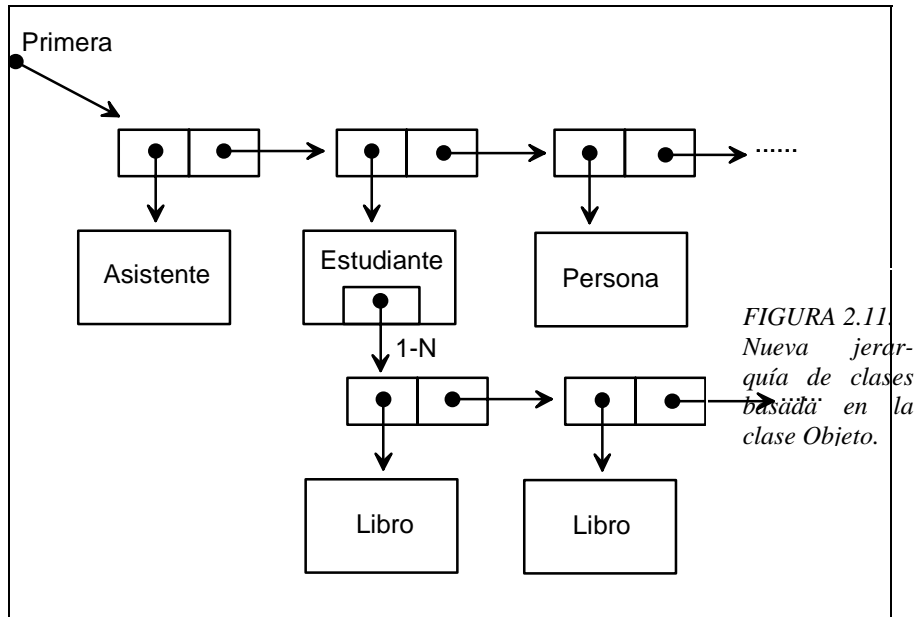 Primera
......
Asistente
Estudiante
Persona
1-N
FIGURA 2.11.
Nueva jerar-
quía de clases
basada en la
clase Objeto.
......
Libro
Libro